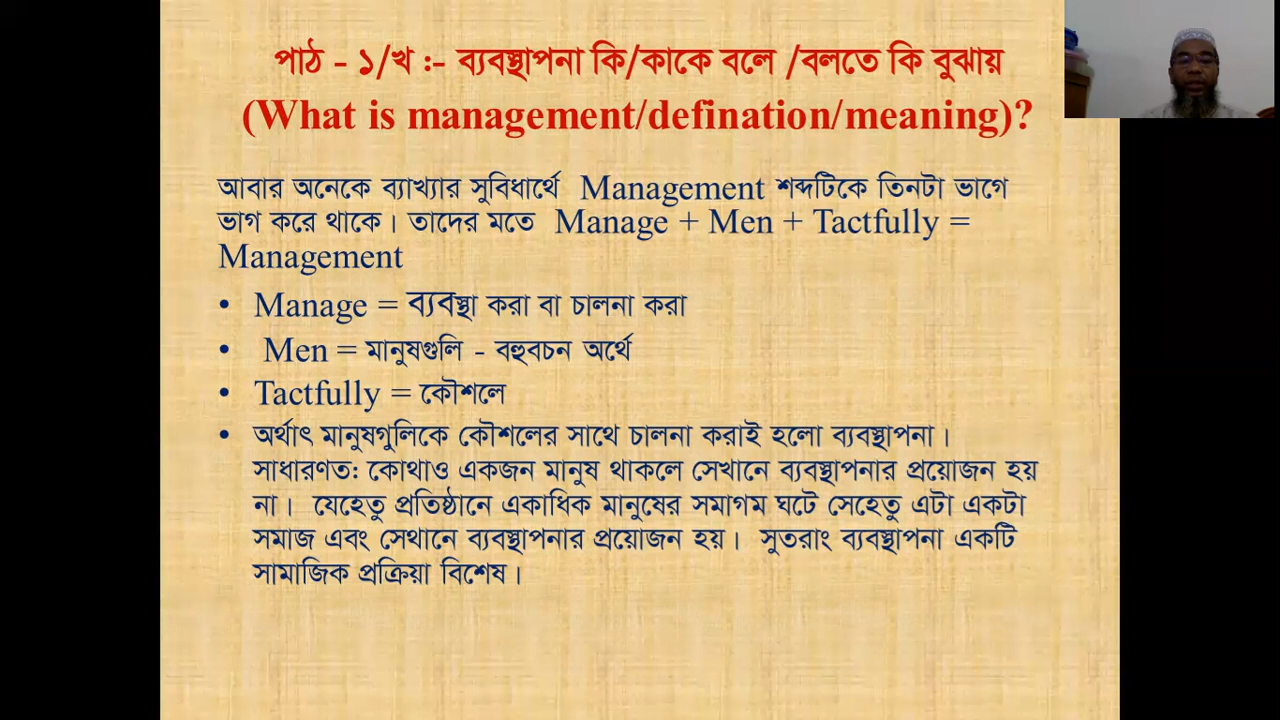 পাঠ - ১/খ :- ব্যবস্থাপনা কি/কাকে বলে /বলতে কি বুঝায়
(What is management/defination/meaning)?
আবার অনেকে ব্যাখ্যার সুবিধার্থে Management শব্দটিকে তিনটা ভাগে
ভাগ করে থাকে। তাদের মতে Manage + Men + Tactfully =
Management
• Manage = ব্যবস্থা করা বা চালনা করা
• Men = মানুষগুলি - বহুবচন অর্থে
• Tactfully = কৌশলে
• অর্থাৎ মানুষগুলিকে কৌশলের সাথে চালনা করাই হলো ব্যবস্থাপনা।
সাধারণত: কোথাও একজন মানুষ থাকলে সেখানে ব্যবস্থাপনার প্রয়োজন হয়
না। যেহেতু প্রতিষ্ঠানে একাধিক মানুষের সমাগম ঘটে সেহেতু এটা একটা
সমাজ এবং সেথানে ব্যবস্থাপনার প্রয়োজন হয়। সুতরাং ব্যবস্থাপনা একটি
সামাজিক প্রক্রিয়া বিশেষ।